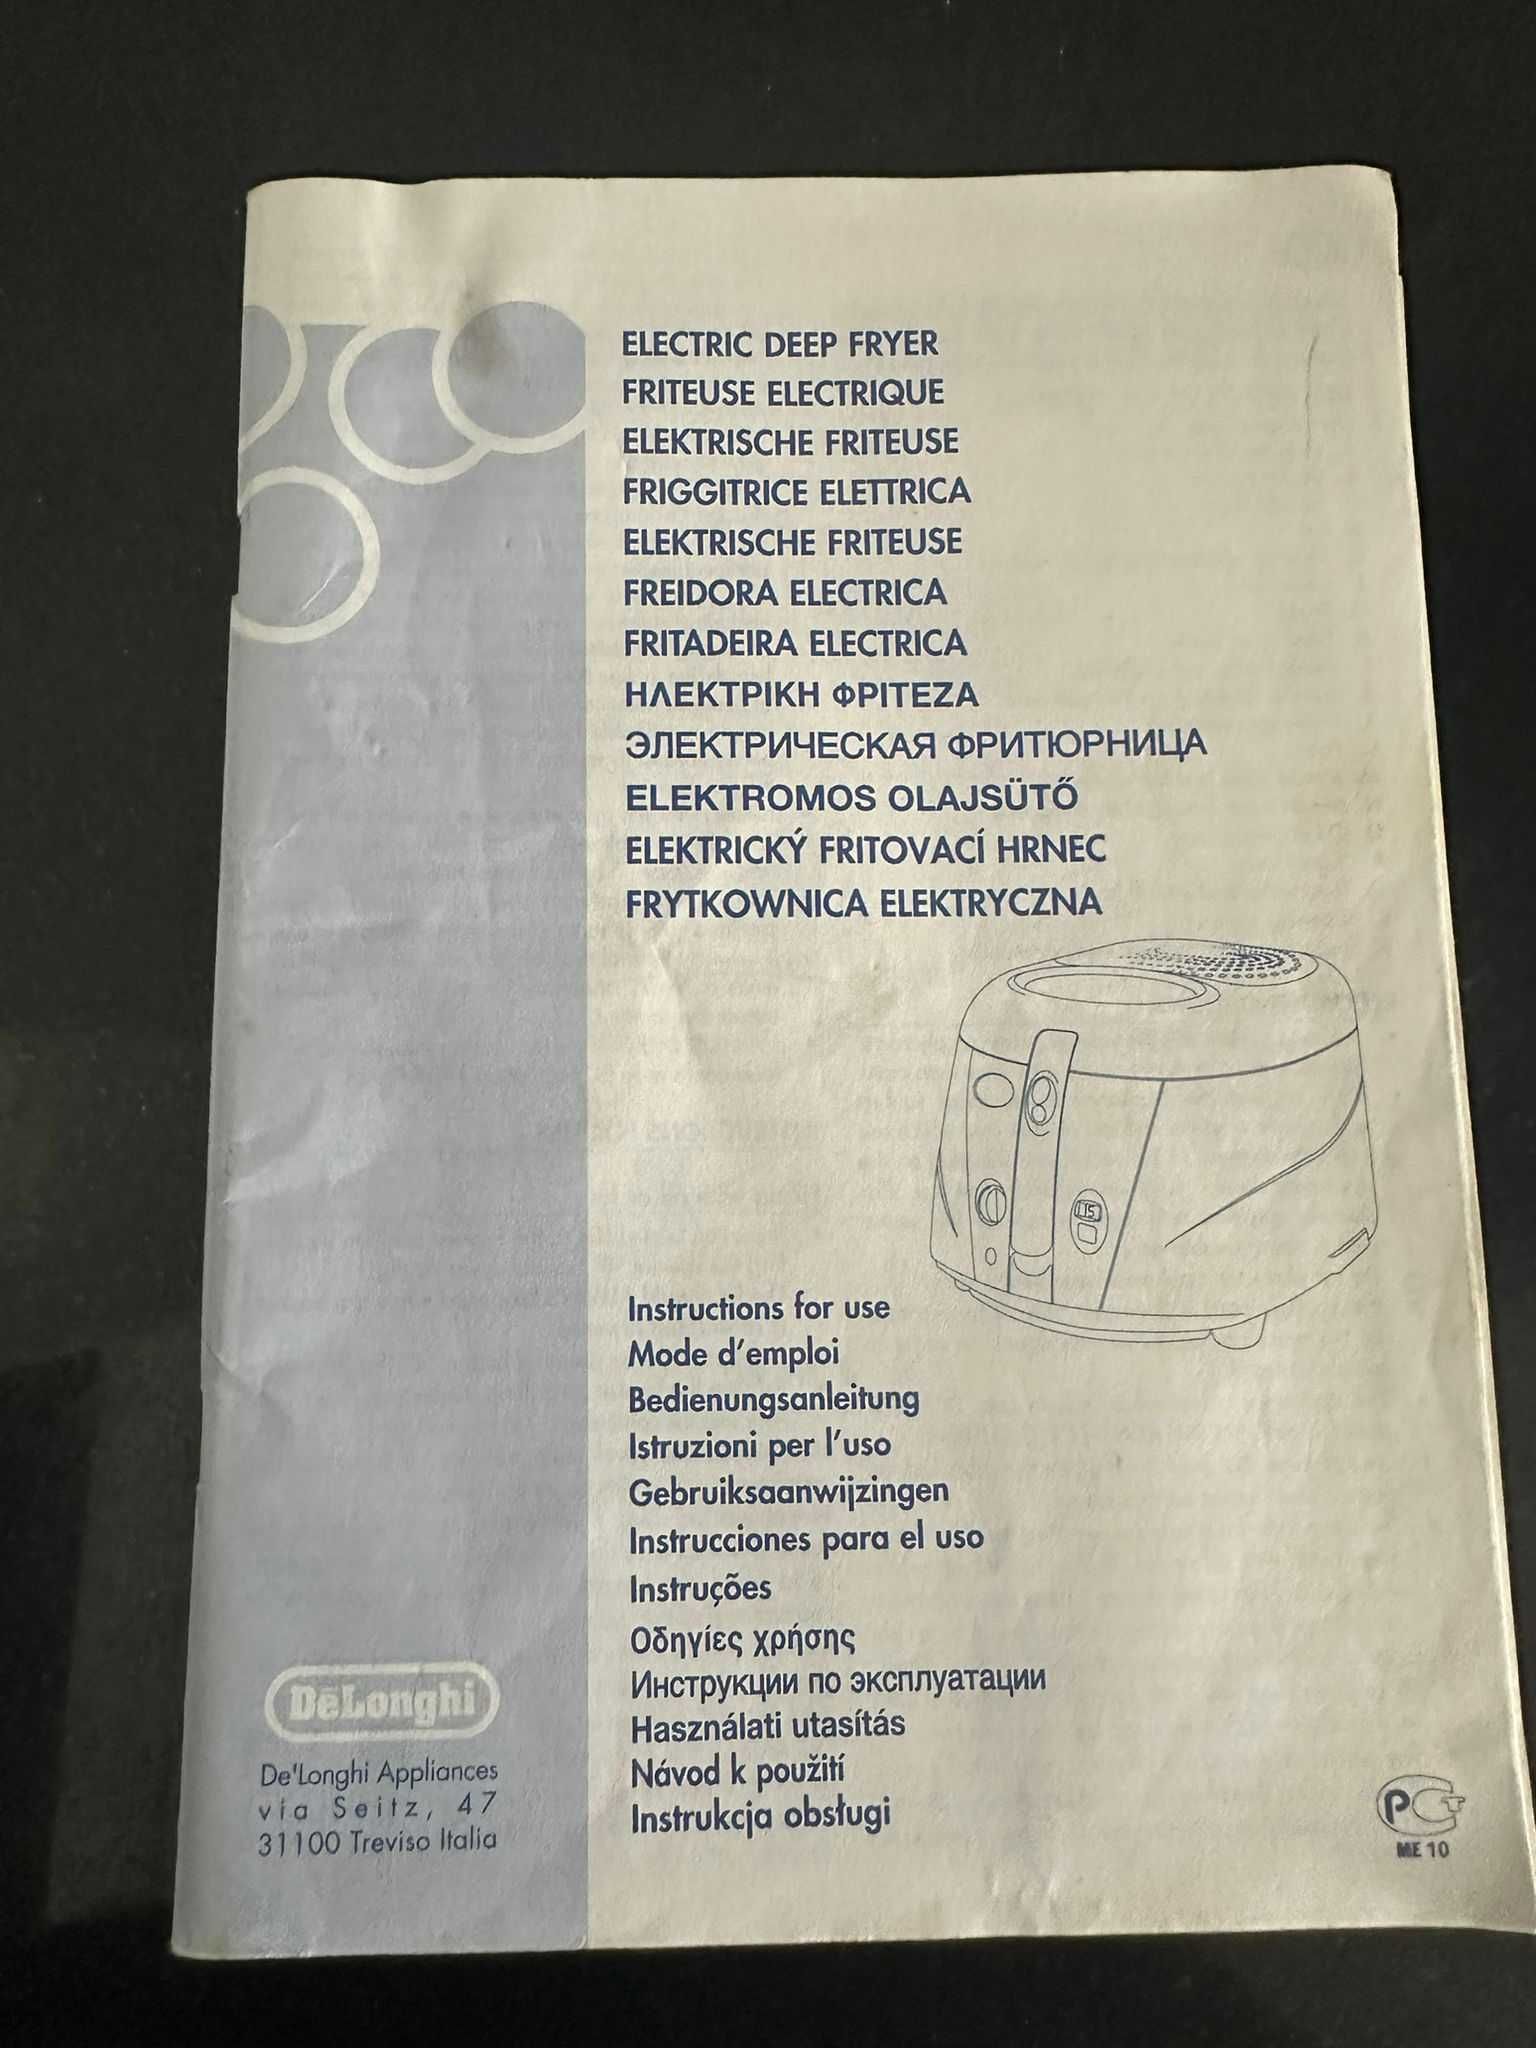 ELECTRIC DEEP FRYER
FRITEUSE ELECTRIQUE
ELEKTRISCHE FRITEUSE
FRIGGITRICE ELETTRICA
ELEKTRISCHE FRITEUSE
FREIDORA ELECTRICA
FRITADEIRA ELECTRICA
ΗΛΕΚΤΡΙΚΗ ΦΡΙΤΕΖΑ
ЭЛЕКТРИЧЕСКАЯ ФРИТЮРНИЦА
ELEKTROMOS OLAJSÜTŐ
ELEKTRICKÝ FRITOVACÍ HRNEC
FRYTKOWNICA ELEKTRYCZNA
15
Instructions for use
Mode d'emploi
Bedienungsanleitung
Istruzioni per l'uso
Gebruiksaanwijzingen
Instrucciones para el uso
Instruções
Οδηγίες χρήσης
Инструкции по эксплуатации
Használati utasítás
Návod k použití
Instrukcja obsługi
DeLonghi
De'Longhi Appliances
via Seitz, 47
31100 Treviso Italia
PCT
ME 10